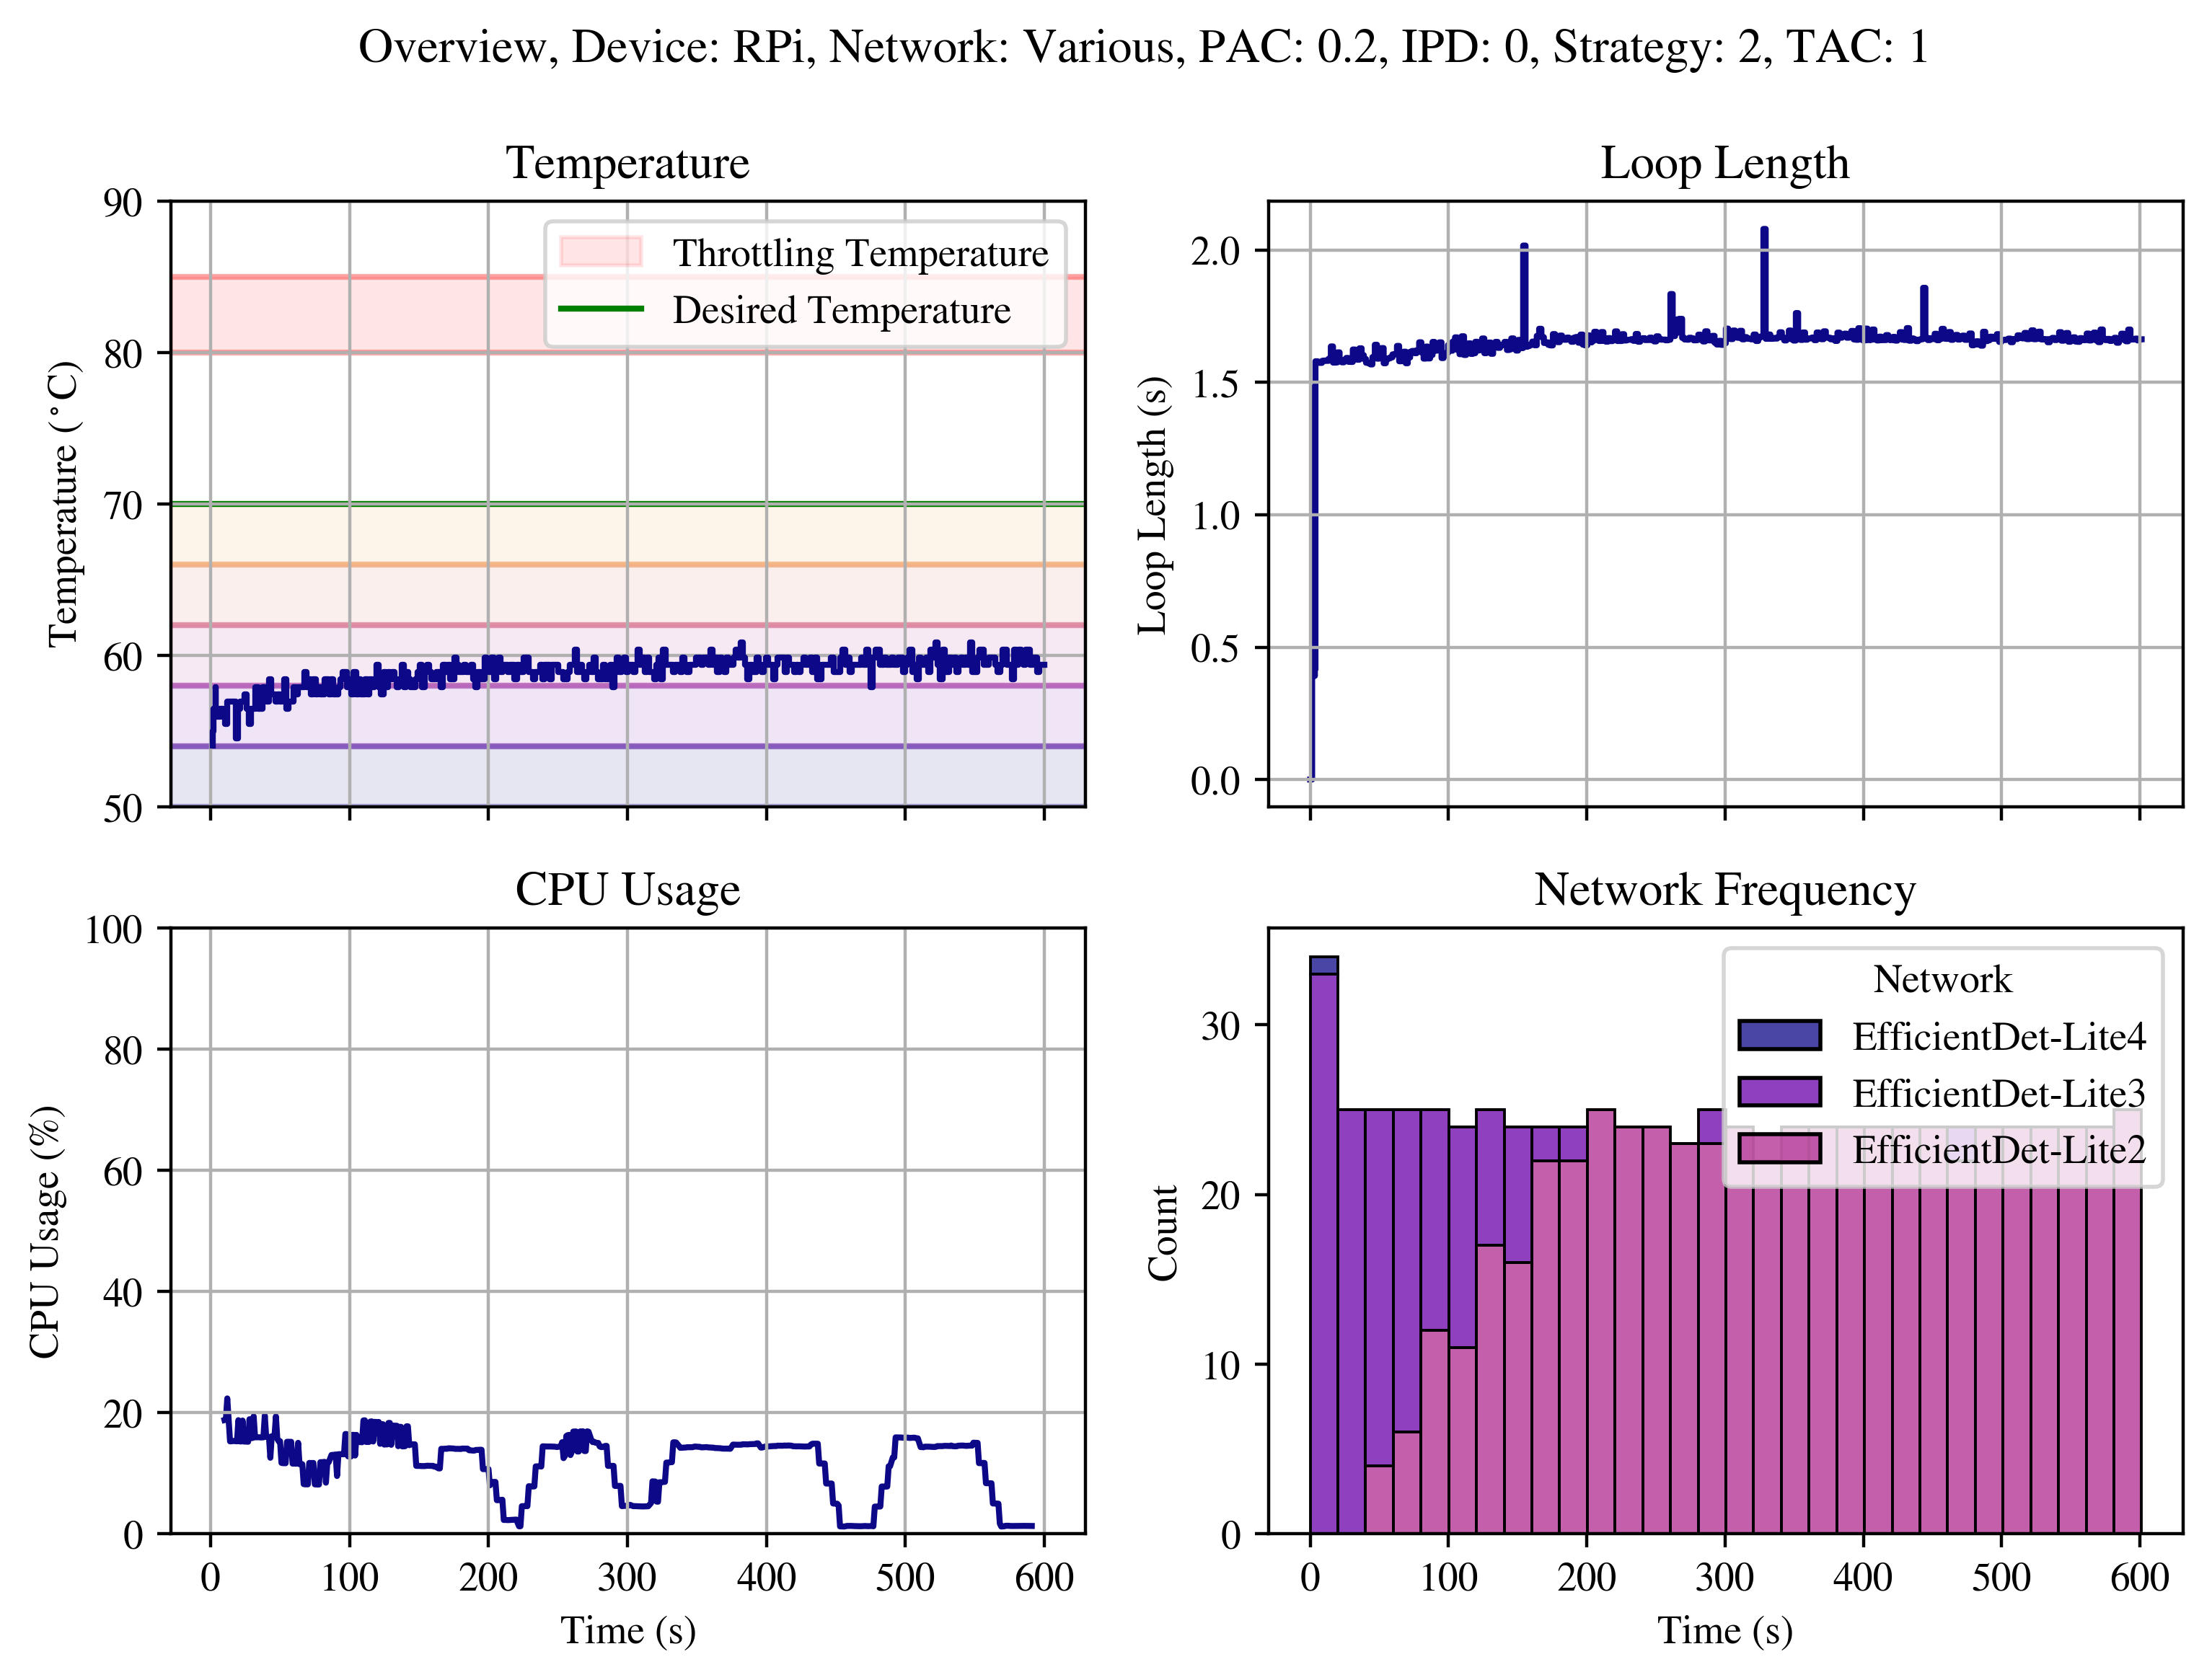 Overview, Device: RPi, Network: Various, PAC: 0.2, IPD: 0, Strategy: 2, TAC: 1
Temperature
90
80
70
60
50
Temperature (°C)
Throttling Temperature
Desired Temperature
Loop Length
2.0
1.5
1.0
0.5
0.0
Loop Length (s)
CPU Usage
100
80
60
40
20
0
CPU Usage (%)
0 100 200 300 400 500 600
Time (s)
Network Frequency
30
20
10
0
Count
Network
EfficientDet-Lite4
EfficientDet-Lite3
EfficientDet-Lite2
0 100 200 300 400 500 600
Time (s)